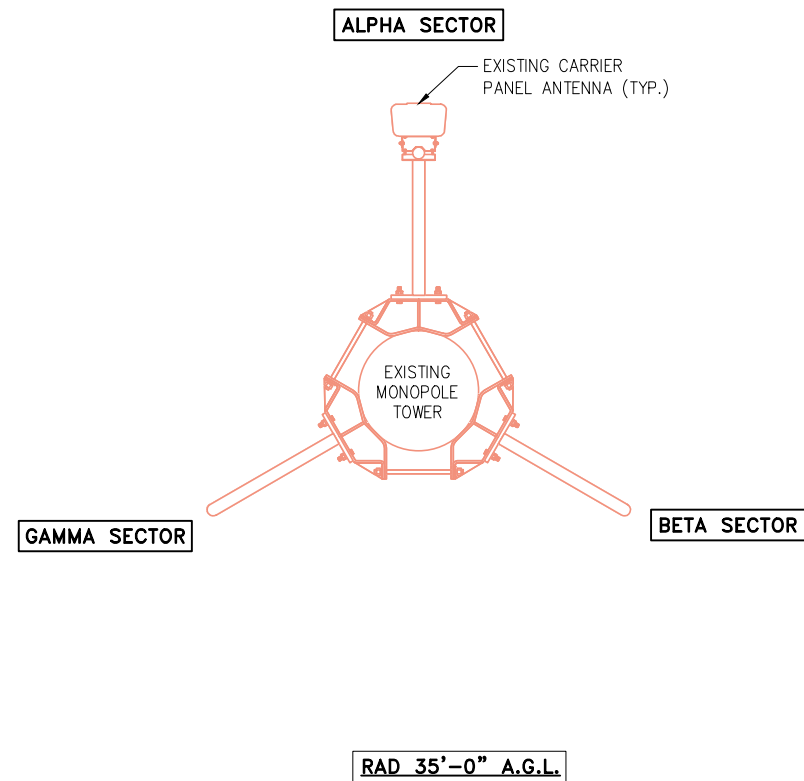 ALPHA SECTOR
EXISTING CARRIER
PANEL ANTENNA (TYP.)
EXISTING
MONOPOLE
TOWER
GAMMA SECTOR
BETA SECTOR
RAD 35'-0" A.G.L.